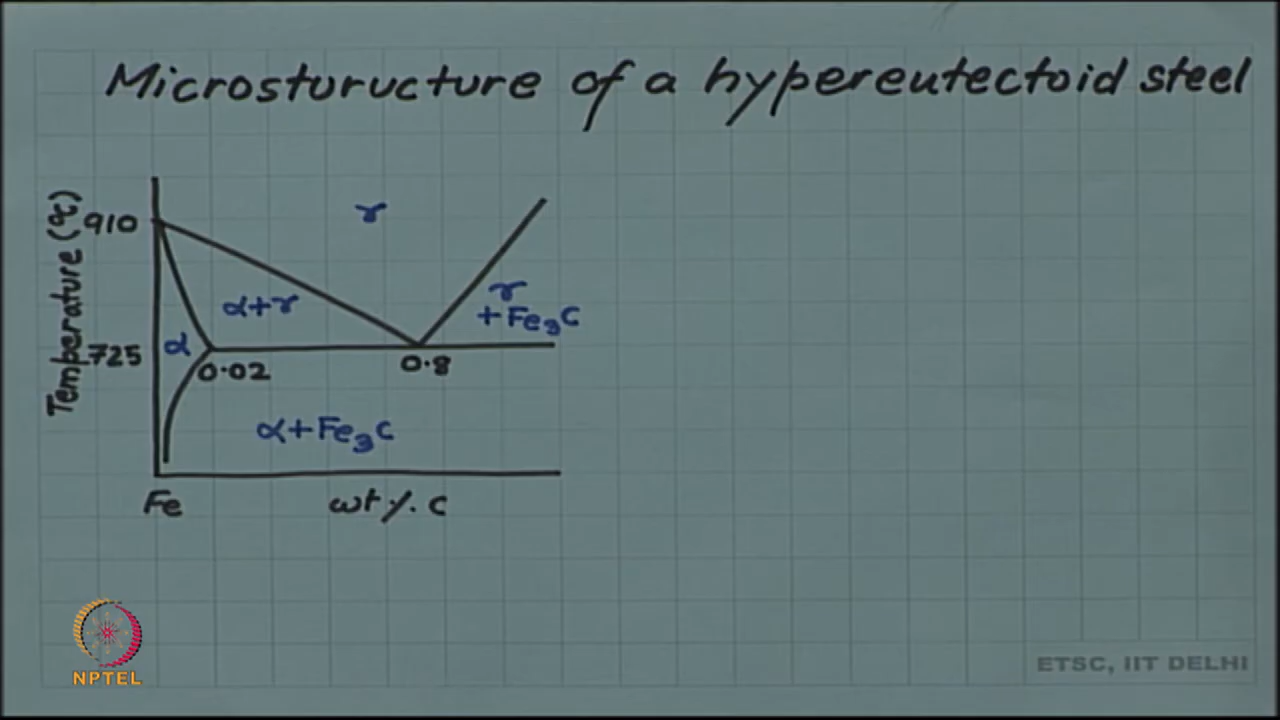 Microsturucture of a hypereutectoid steel
Temperature (°C)
910
γ
α+γ
γ
+Fe₃C
725
α
0.02
0.8
α+Fe₃C
Fe
wt %. C
NPTEL
ETSC, IIT DELHI